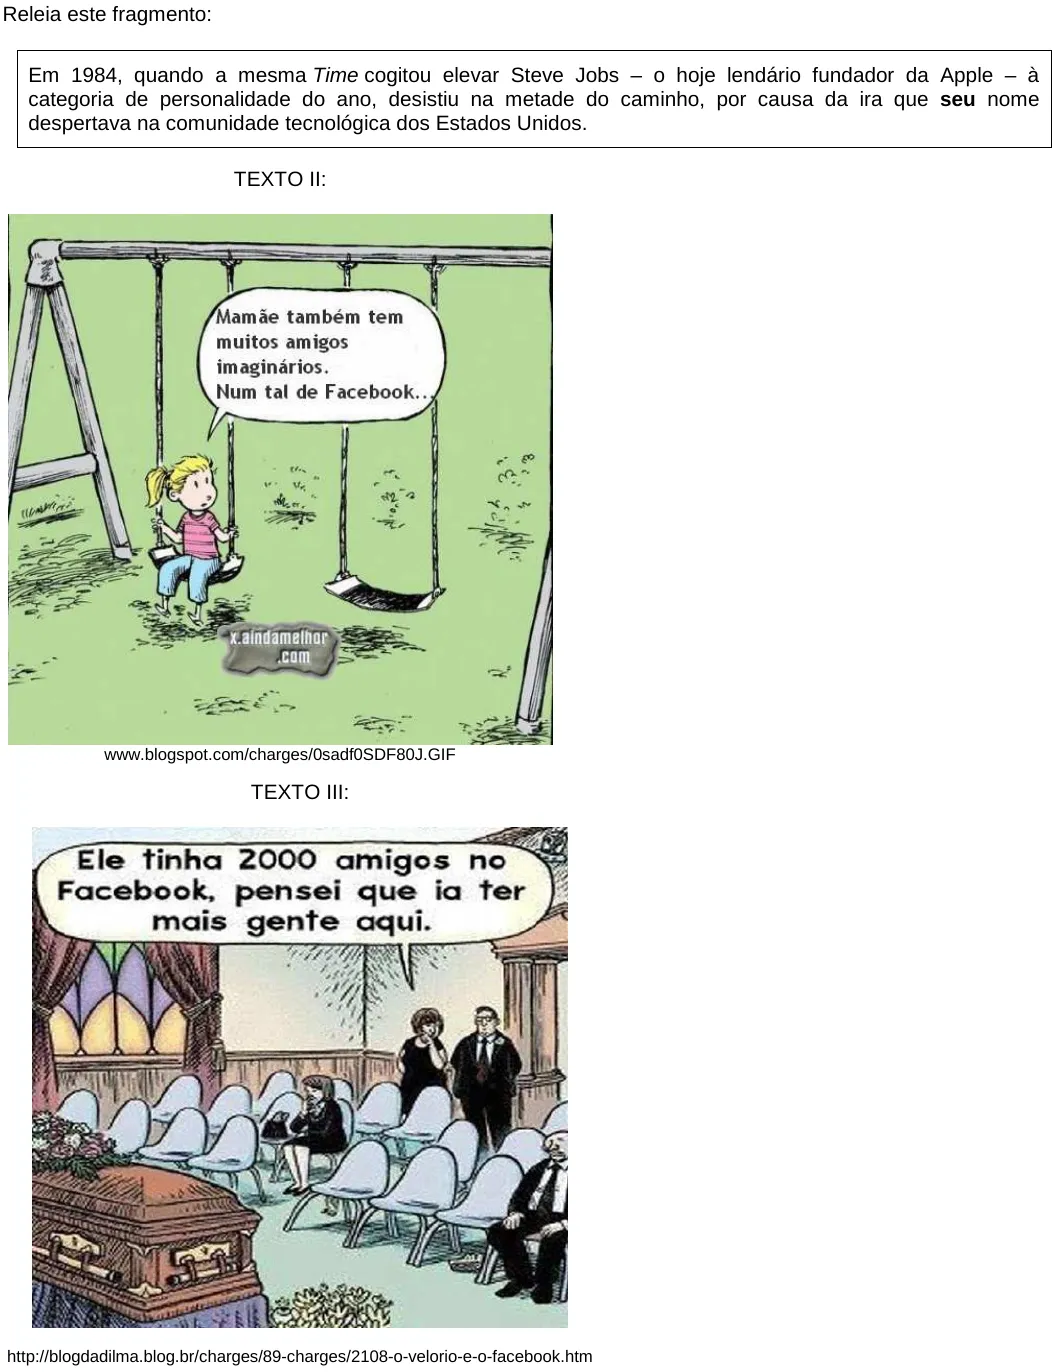 Releia este fragmento:
Em 1984, quando a mesma Time cogitou elevar Steve Jobs – o hoje lendário fundador da Apple – à
categoria de personalidade do ano, desistiu na metade do caminho, por causa da ira que seu nome
despertava na comunidade tecnológica dos Estados Unidos.
TEXTO II:
Mamãe também tem
muitos amigos
imaginários.
Num tal de Facebook...
x.aindamelhor
.com
www.blogspot.com/charges/0sadf0SDF80J.GIF
TEXTO III:
Ele tinha 2000 amigos no
Facebook, pensei que ia ter
mais gente aqui.
http://blogdadilma.blog.br/charges/89-charges/2108-o-velorio-e-o-facebook.htm